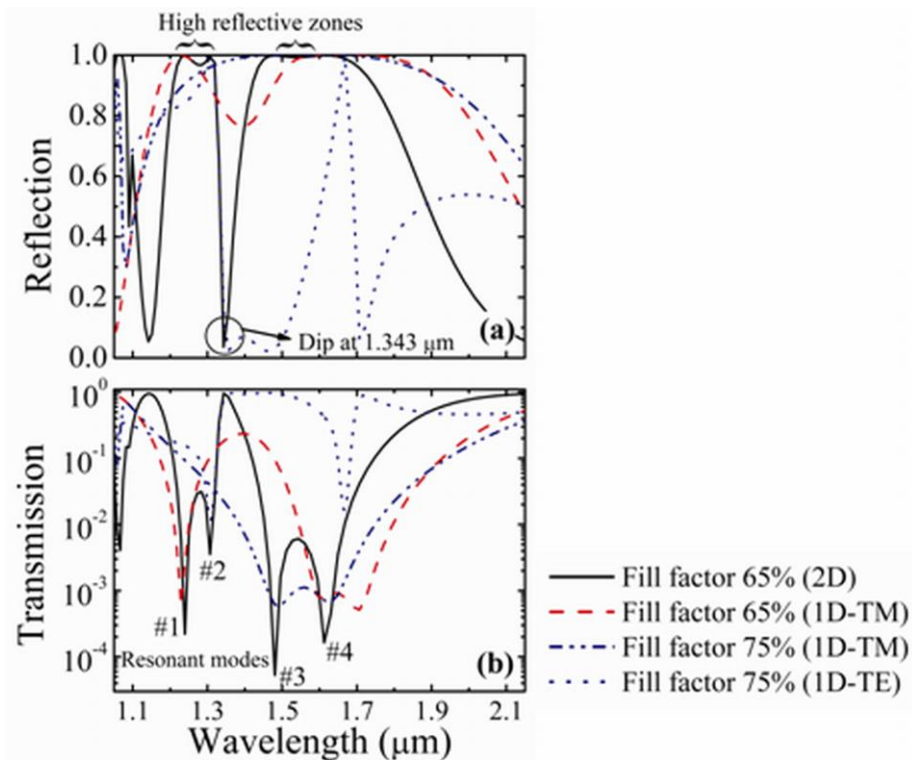 High reflective zones
1.0
0.8
0.6
0.4
0.2
0.0
Reflection
(a)
Dip at 1.343 μm
10⁰
10⁻¹
10⁻²
10⁻³
10⁻⁴
Transmission
#1
#2
#3
#4
Resonant modes
(b)
1.1 1.3 1.5 1.7 1.9 2.1
Wavelength (μm)
Fill factor 65% (2D)
Fill factor 65% (1D-TM)
Fill factor 75% (1D-TM)
Fill factor 75% (1D-TE)